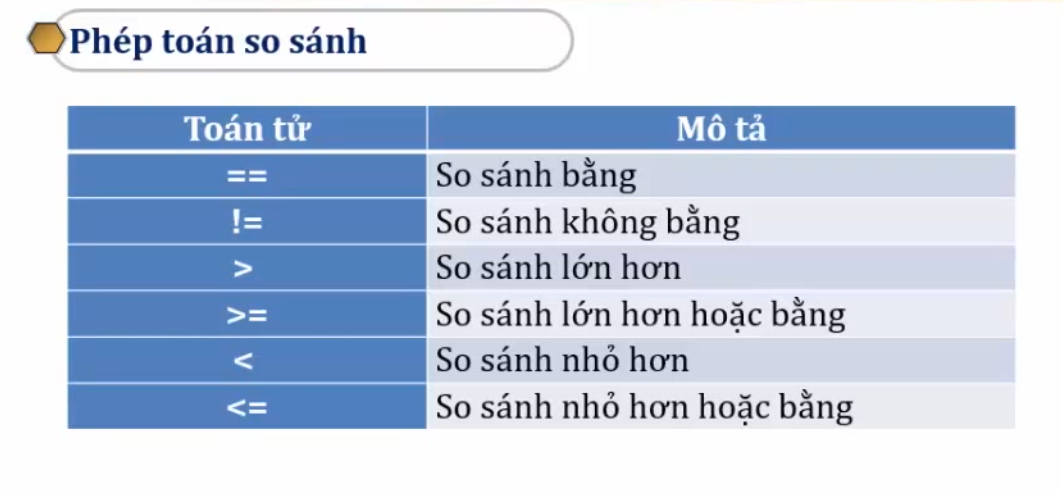 Phép toán so sánh
Toán tử Mô tả
== So sánh bằng
!= So sánh không bằng
> So sánh lớn hơn
>= So sánh lớn hơn hoặc bằng
< So sánh nhỏ hơn
<= So sánh nhỏ hơn hoặc bằng